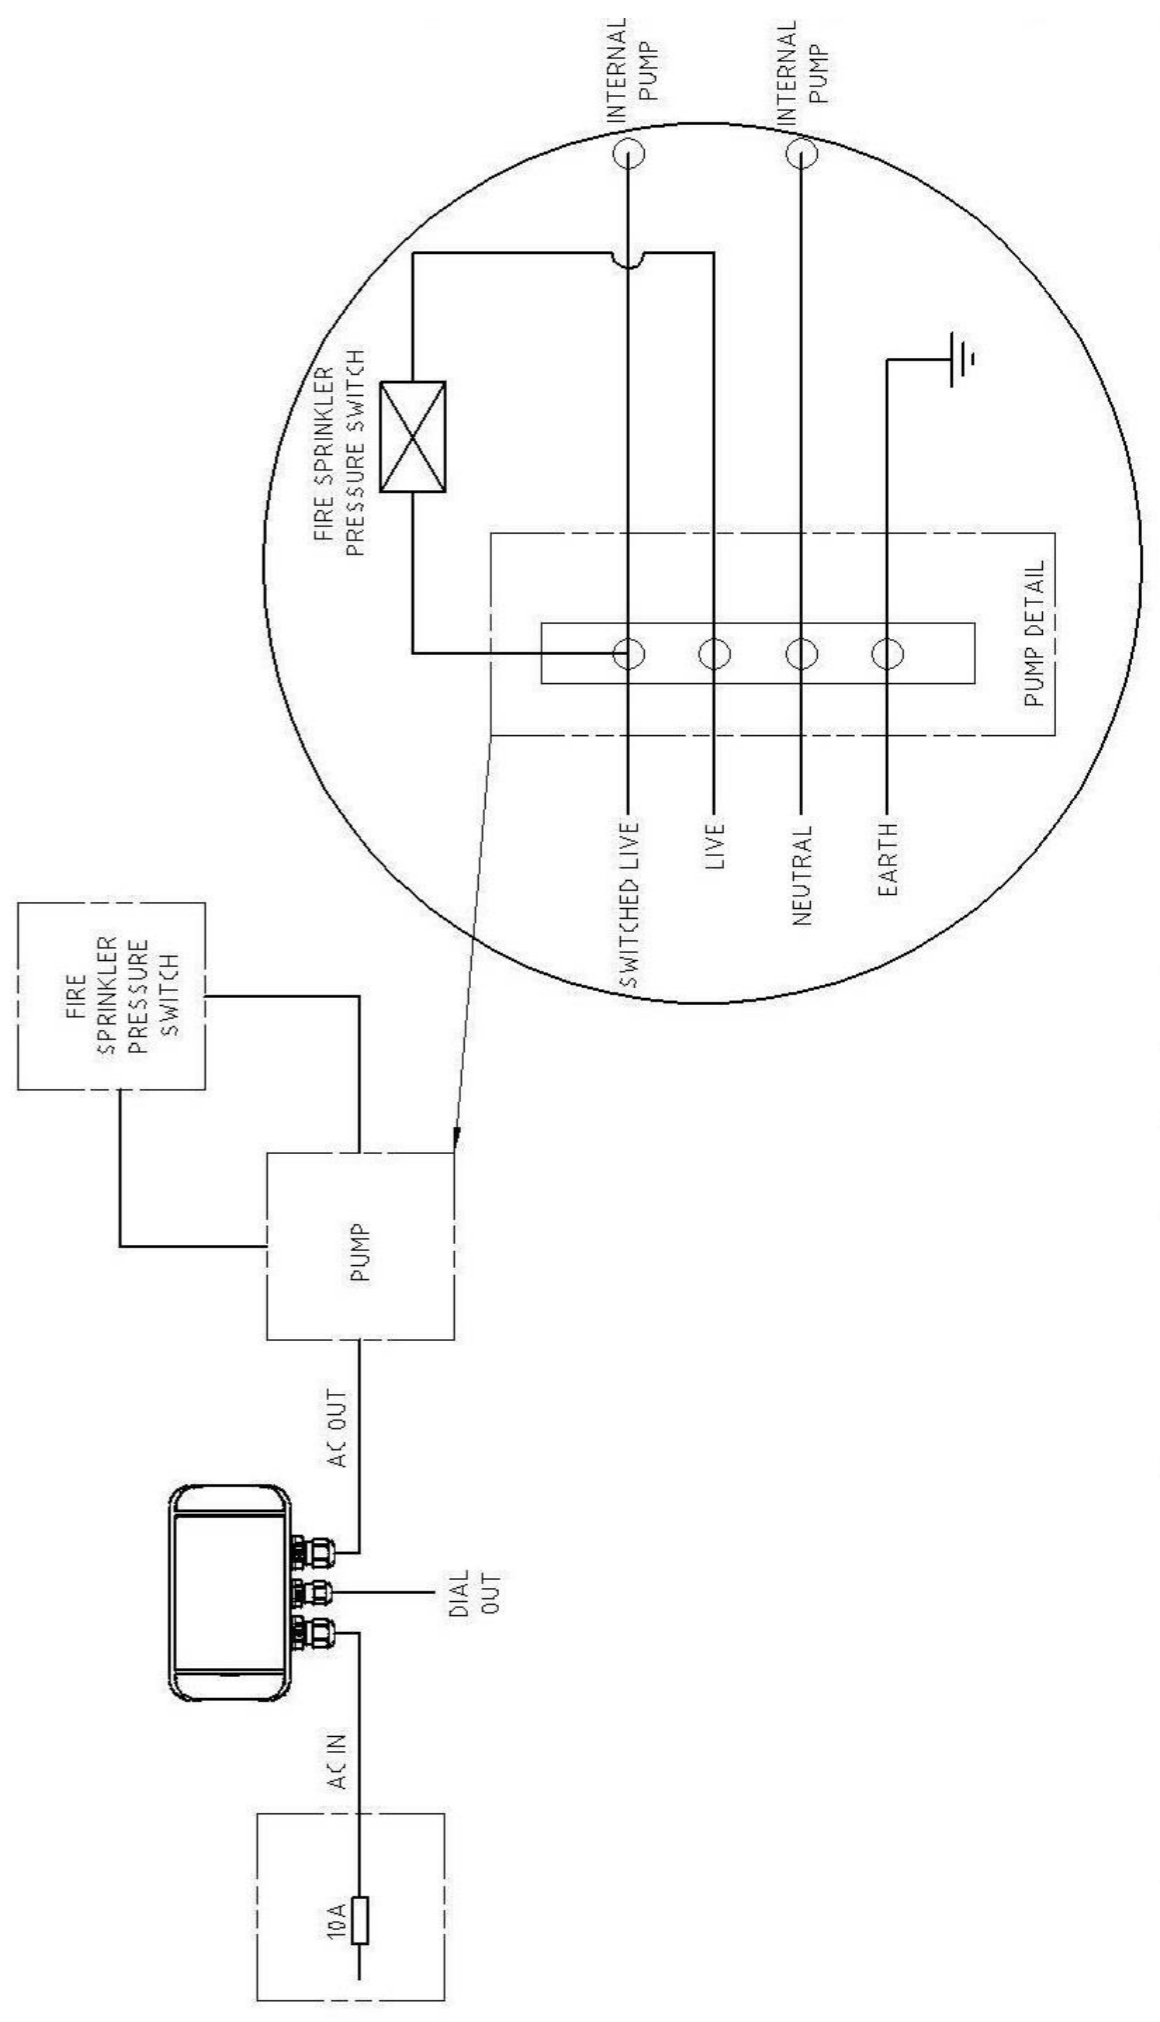 10A
AC IN
DIAL
OUT
AC OUT
PUMP
FIRE
SPRINKLER
PRESSURE
SWITCH
FIRE SPRINKLER
PRESSURE SWITCH
SWITCHED LIVE
LIVE
NEUTRAL
EARTH
PUMP DETAIL
INTERNAL
PUMP
INTERNAL
PUMP